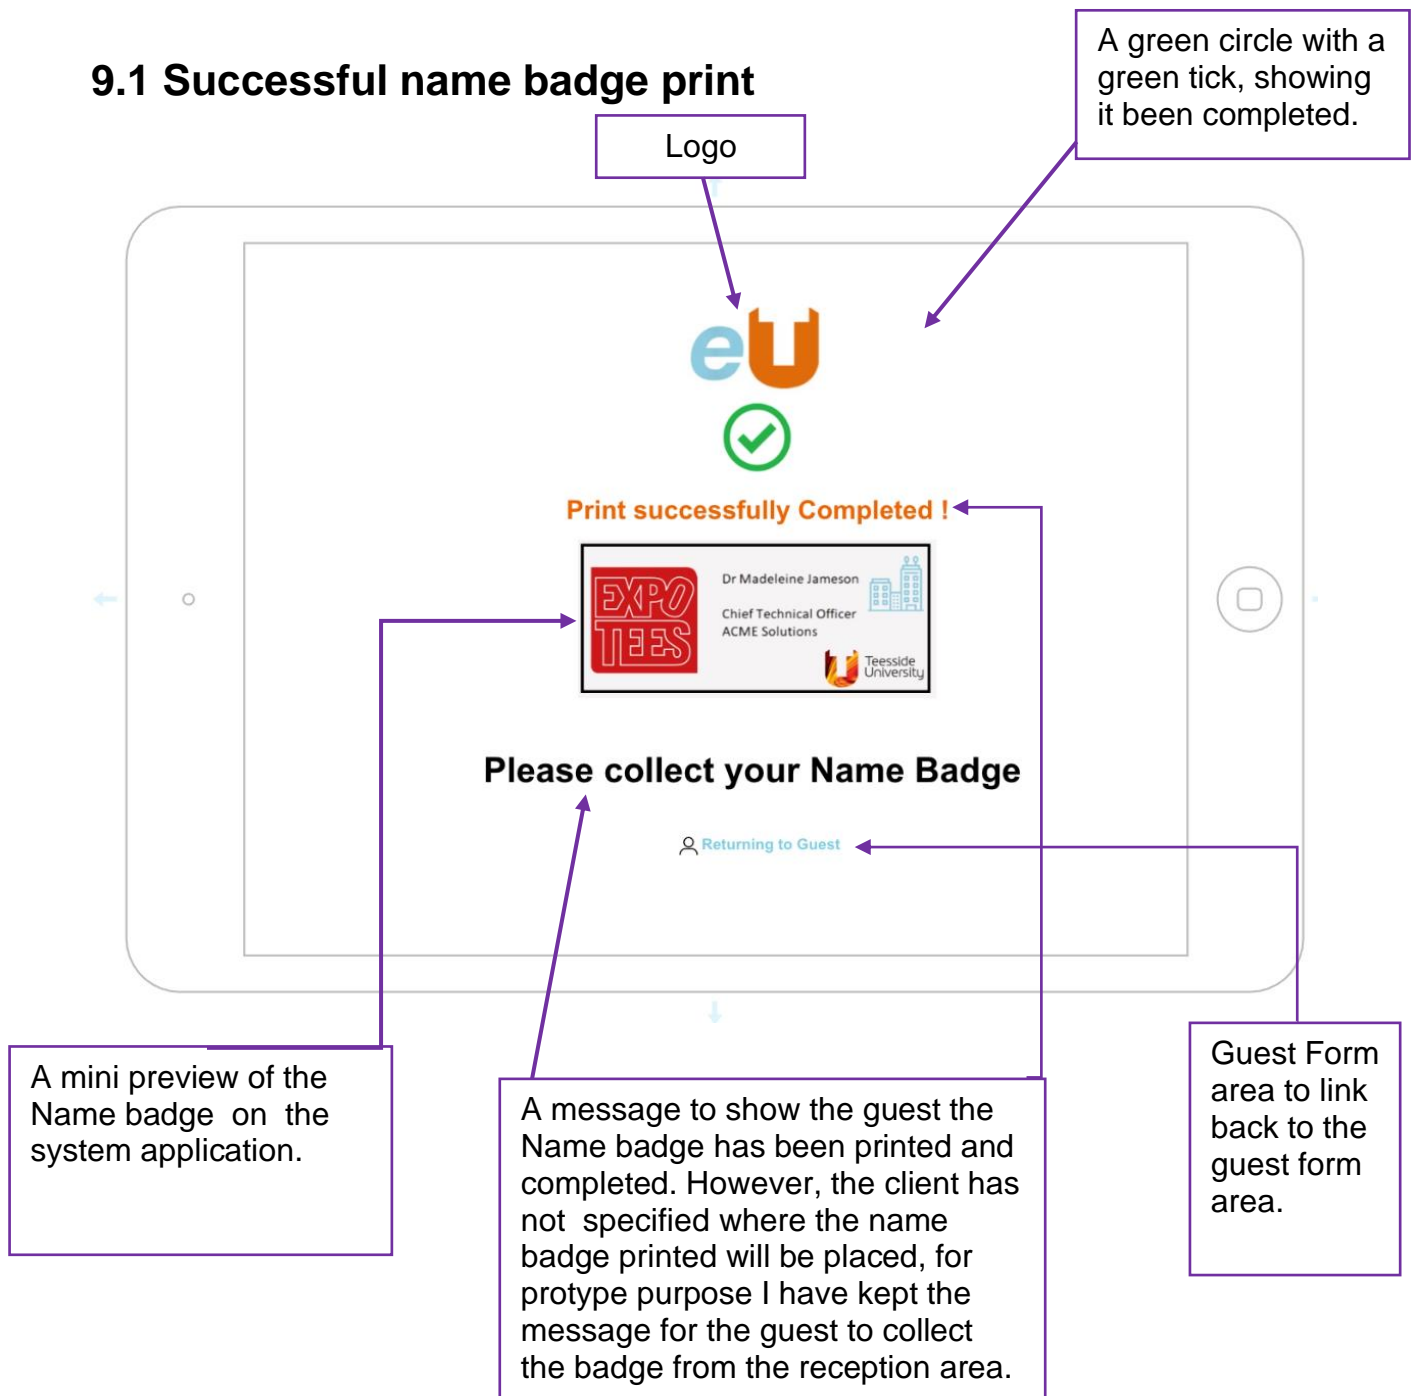 9.1 Successful name badge print
A green circle with a
green tick, showing
it been completed.
Logo
eU
Print successfully Completed !
EXPO
TEES
Dr Madeleine Jameson
Chief Technical Officer
ACME Solutions
Teesside
University
Please collect your Name Badge
Returning to Guest
A mini preview of the
Name badge on the
system application.
A message to show the guest the
Name badge has been printed and
completed. However, the client has
not specified where the name
badge printed will be placed, for
protype purpose I have kept the
message for the guest to collect
the badge from the reception area.
Guest Form
area to link
back to the
guest form
area.